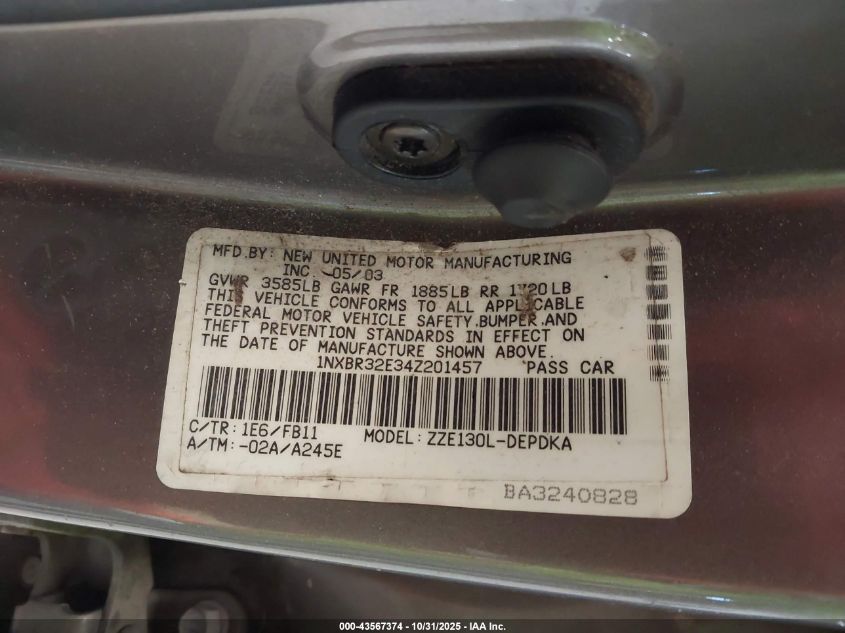 MFD.BY: NEW UNITED MOTOR MANUFACTURING
INC 05/03
GVWR 3585LB GAWR FR 1885LB RR 1720LB
THIS VEHICLE CONFORMS TO ALL APPLICABLE
FEDERAL MOTOR VEHICLE SAFETY,BUMPER,AND
THEFT PREVENTION STANDARDS IN EFFECT ON
THE DATE OF MANUFACTURE SHOWN ABOVE.
1NXBR32E34Z201457 PASS CAR
C/TR: 1E6/FB11 MODEL: ZZE130L-DEPDKA
A/TM: -02A/A245E
BA3240828
000-43567374 | 10/31/2025 | IAA Inc.